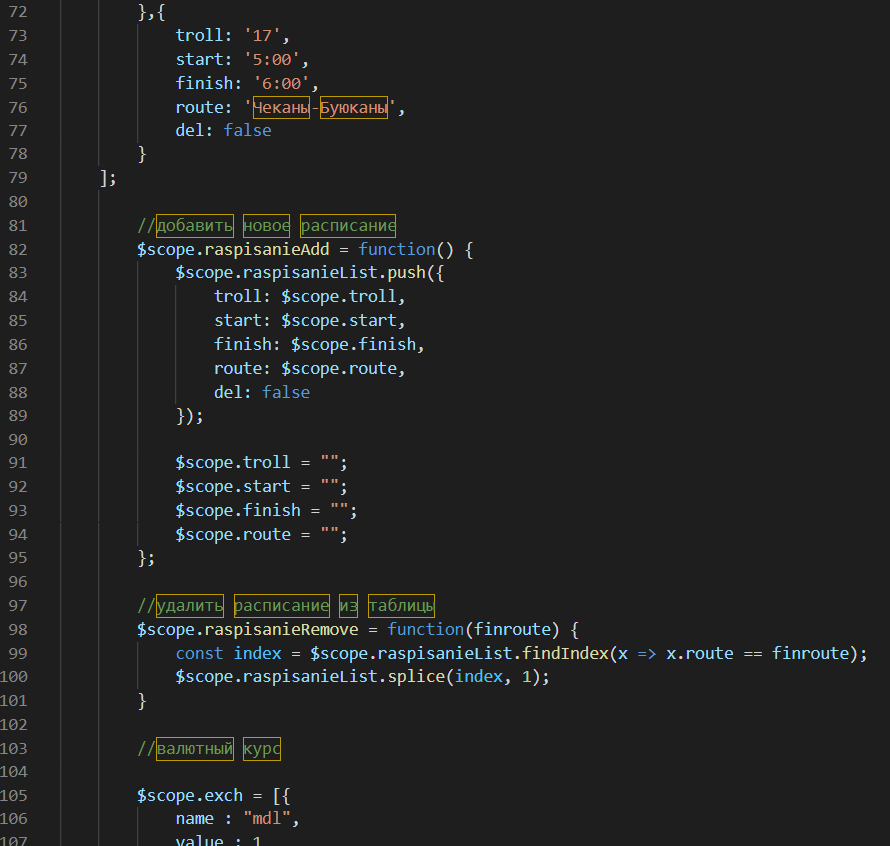 72 },{
73 troll: '17',
74 start: '5:00',
75 finish: '6:00',
76 route: 'Чеканы-Буюканы',
77 del: false
78 }
79 ];
80
81 //добавить новое расписание
82 $scope.raspisanieAdd = function() {
83 $scope.raspisanieList.push({
84 troll: $scope.troll,
85 start: $scope.start,
86 finish: $scope.finish,
87 route: $scope.route,
88 del: false
89 });
90
91 $scope.troll = "";
92 $scope.start = "";
93 $scope.finish = "";
94 $scope.route = "";
95 };
96
97 //удалить расписание из таблицы
98 $scope.raspisanieRemove = function(finroute) {
99 const index = $scope.raspisanieList.findIndex(x => x.route == finroute);
100 $scope.raspisanieList.splice(index, 1);
101 }
102
103 //валютный курс
104
105 $scope.exch = [{
106 name : "mdl",
107 value : 1